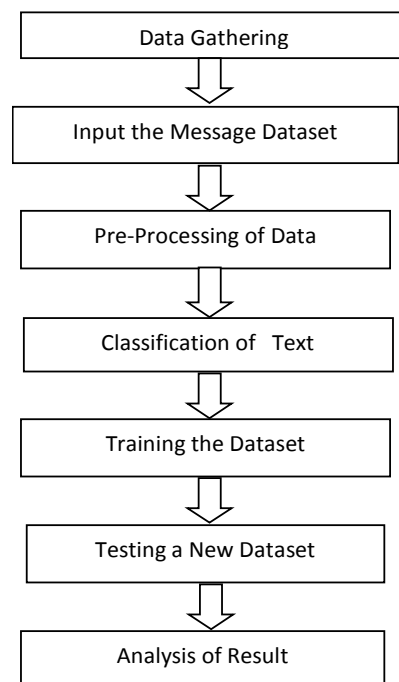 Data Gathering
Input the Message Dataset
Pre-Processing of Data
Classification of Text
Training the Dataset
Testing a New Dataset
Analysis of Result